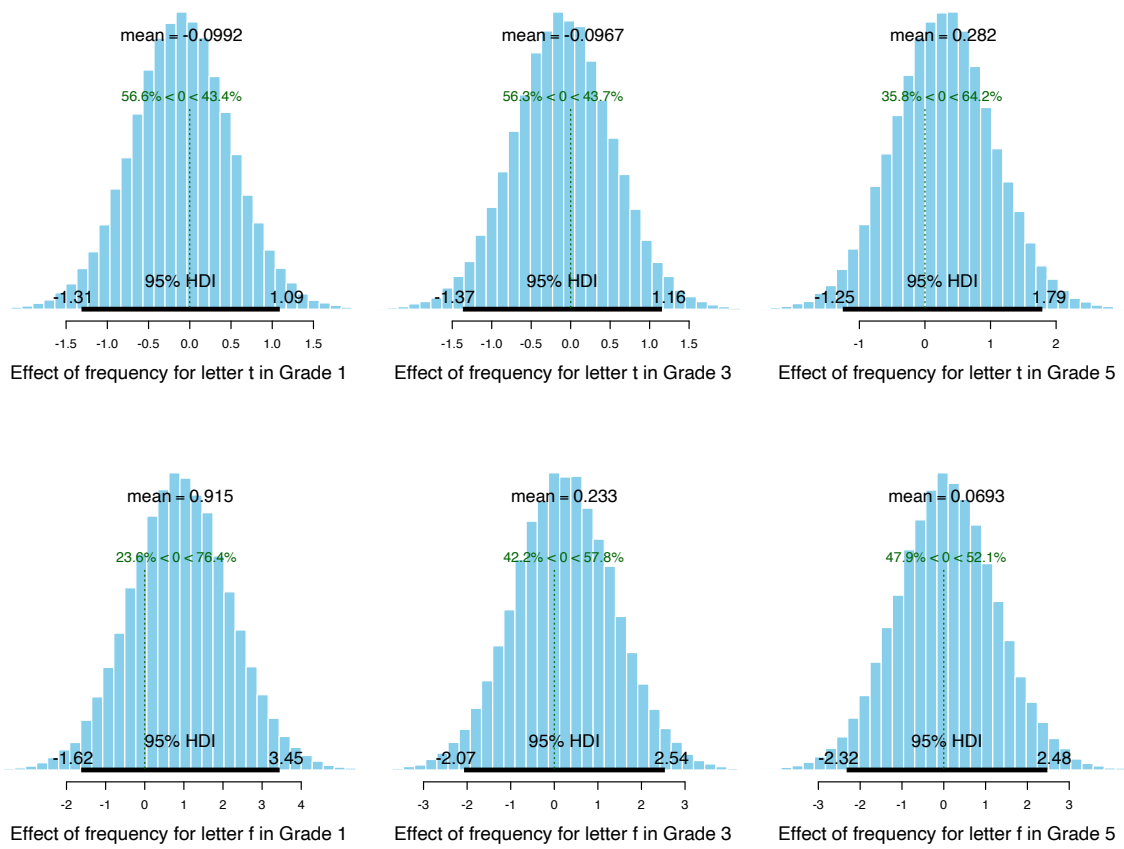 mean = -0.0992
56.6% < 0 < 43.4%
95% HDI
-1.31 1.09
-1.5 -1.0 -0.5 0.0 0.5 1.0 1.5
Effect of frequency for letter t in Grade 1
mean = -0.0967
56.3% < 0 < 43.7%
95% HDI
-1.37 1.16
-1.5 -1.0 -0.5 0.0 0.5 1.0 1.5
Effect of frequency for letter t in Grade 3
mean = 0.282
35.8% < 0 < 64.2%
95% HDI
-1.25 1.79
-1 0 1 2
Effect of frequency for letter t in Grade 5
mean = 0.915
23.6% < 0 < 76.4%
95% HDI
-1.62 3.45
-2 -1 0 1 2 3 4
Effect of frequency for letter f in Grade 1
mean = 0.233
42.2% < 0 < 57.8%
95% HDI
-2.07 2.54
-3 -2 -1 0 1 2 3
Effect of frequency for letter f in Grade 3
mean = 0.0693
47.9% < 0 < 52.1%
95% HDI
-2.32 2.48
-3 -2 -1 0 1 2 3
Effect of frequency for letter f in Grade 5